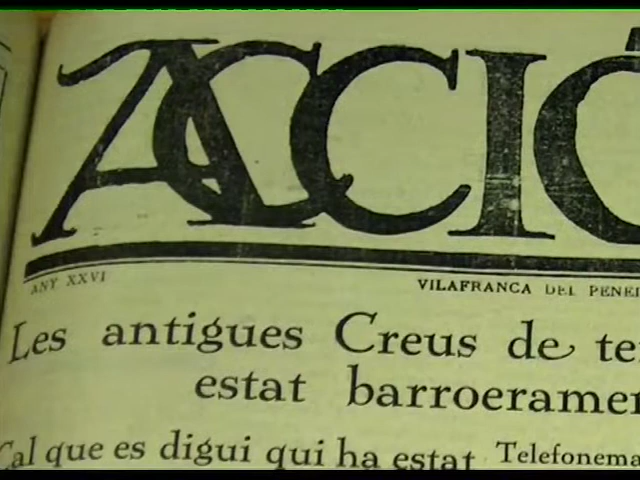 ACCIÓ
ANY XXVI
VILAFRANCA DEL PENE
Les antigues Creus de te
estat barroeramen
Cal que es digui qui ha estat
Telefonema